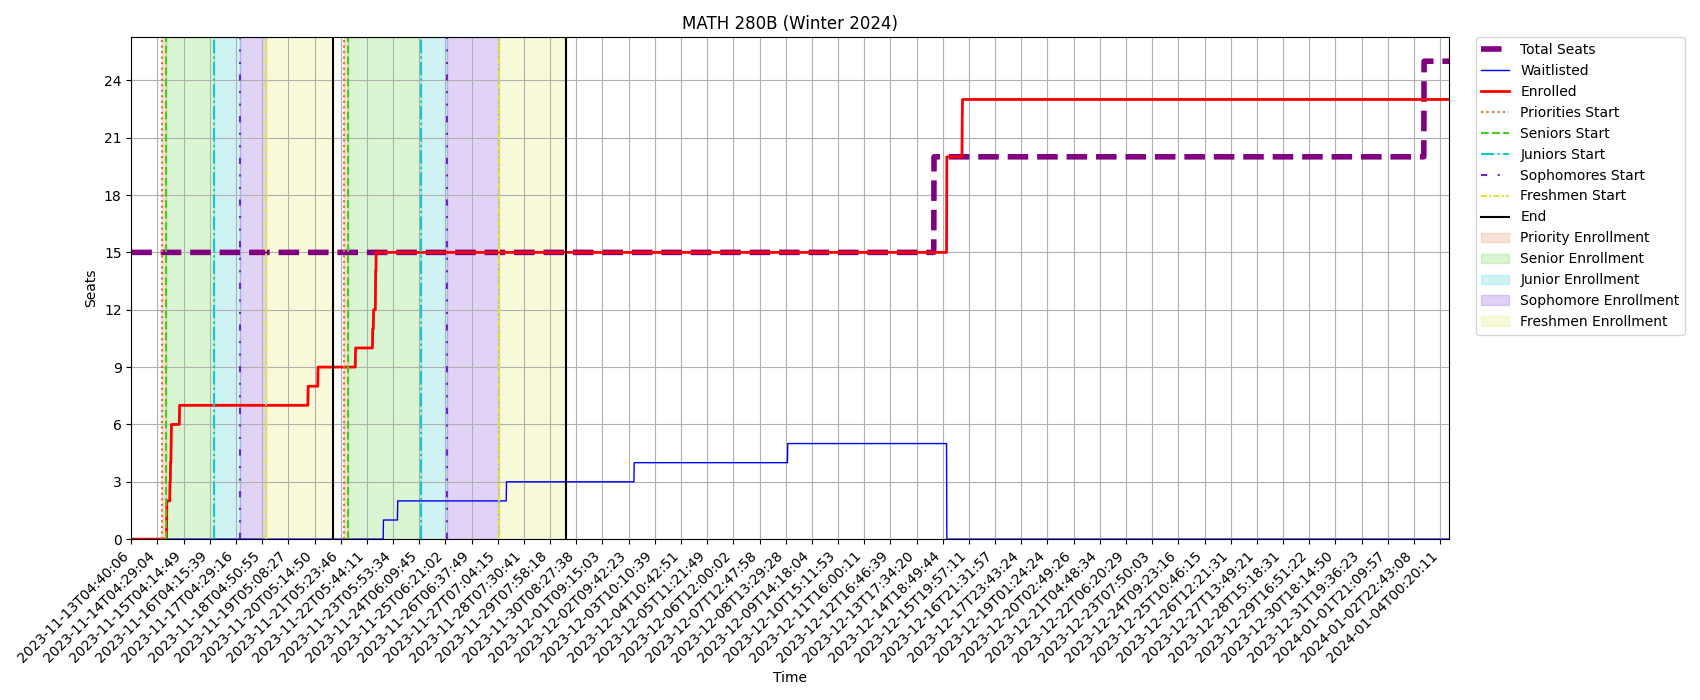 MATH 280B (Winter 2024)
Seats
24
21
18
15
12
9
6
3
0
2023-11-13T04:40:06
2023-11-14T04:29:04
2023-11-15T04:14:49
2023-11-16T04:15:39
2023-11-17T04:29:16
2023-11-18T04:50:55
2023-11-19T05:08:27
2023-11-20T05:14:50
2023-11-21T05:23:46
2023-11-22T05:44:11
2023-11-23T05:53:34
2023-11-24T06:09:45
2023-11-25T06:21:02
2023-11-26T06:37:49
2023-11-27T07:04:15
2023-11-28T07:30:41
2023-11-29T07:58:18
2023-11-30T08:27:38
2023-12-01T09:15:03
2023-12-02T09:42:23
2023-12-03T10:10:39
2023-12-04T10:42:51
2023-12-05T11:21:49
2023-12-06T12:00:02
2023-12-07T12:47:58
2023-12-08T13:29:28
2023-12-09T14:18:04
2023-12-10T15:11:53
2023-12-11T16:00:11
2023-12-12T16:46:39
2023-12-13T17:34:20
2023-12-14T18:49:44
2023-12-15T19:57:11
2023-12-16T21:31:57
2023-12-17T23:43:24
2023-12-19T01:24:24
2023-12-20T02:49:26
2023-12-21T04:48:34
2023-12-22T06:20:29
2023-12-23T07:50:03
2023-12-24T09:23:16
2023-12-25T10:46:15
2023-12-26T12:21:31
2023-12-27T13:49:21
2023-12-28T15:18:31
2023-12-29T16:51:22
2023-12-30T18:14:50
2023-12-31T19:36:23
2024-01-01T21:09:57
2024-01-02T22:43:08
2024-01-04T00:20:11
Time
Total Seats
Waitlisted
Enrolled
Priorities Start
Seniors Start
Juniors Start
Sophomores Start
Freshmen Start
End
Priority Enrollment
Senior Enrollment
Junior Enrollment
Sophomore Enrollment
Freshmen Enrollment